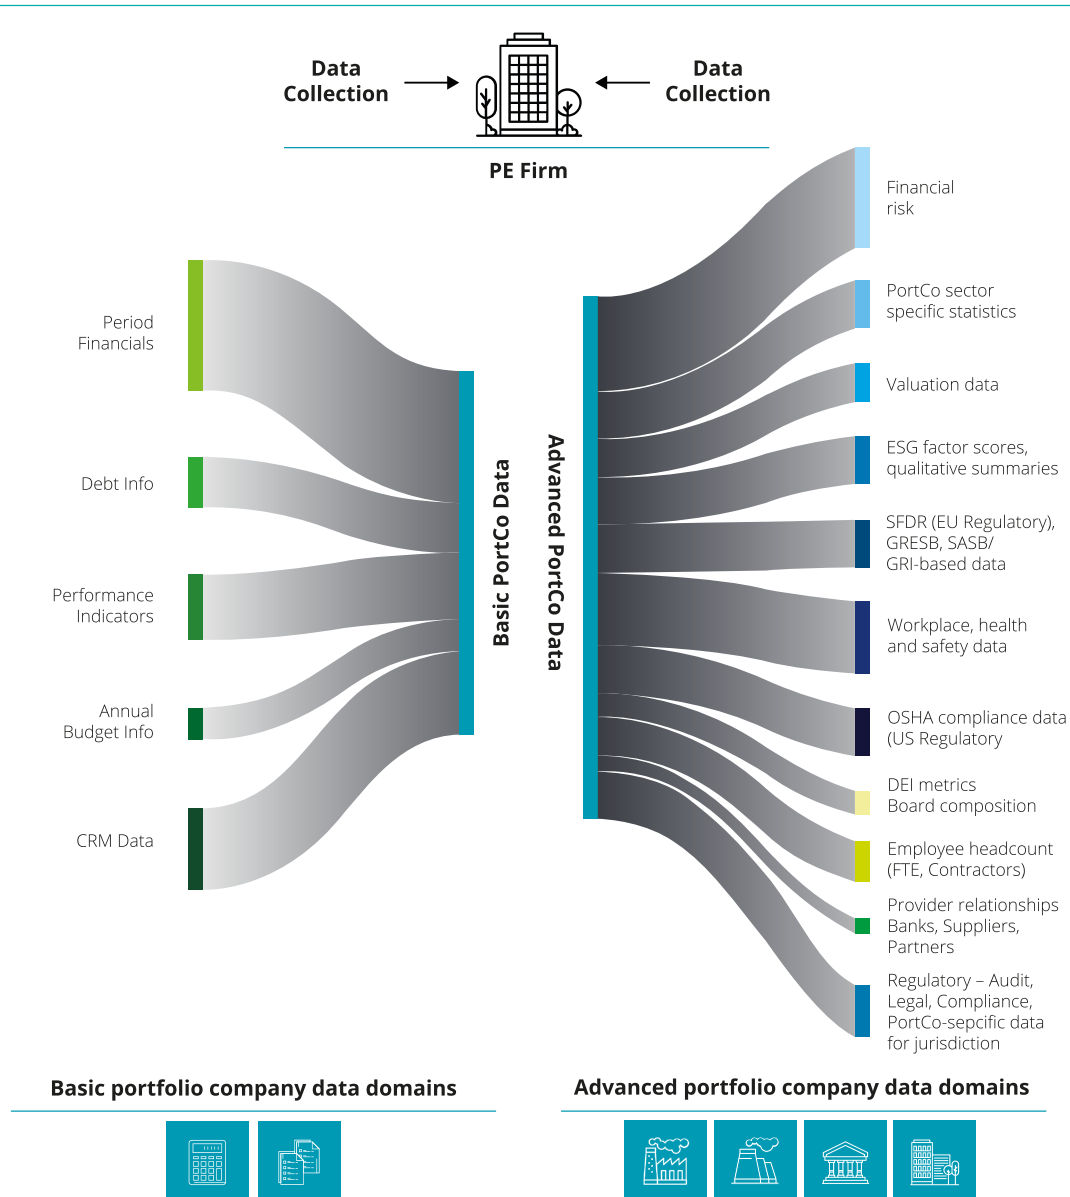 Data
Collection
Data
Collection
PE Firm
Period
Financials
Debt Info
Performance
Indicators
Annual
Budget Info
CRM Data
Basic PortCo Data
Advanced PortCo Data
Financial
risk
PortCo sector
specific statistics
Valuation data
ESG factor scores,
qualitative summaries
SFDR (EU Regulatory),
GRESB, SASB/
GRI-based data
Workplace, health
and safety data
OSHA compliance data
(US Regulatory
DEI metrics
Board composition
Employee headcount
(FTE, Contractors)
Provider relationships
Banks, Suppliers,
Partners
Regulatory – Audit,
Legal, Compliance,
PortCo-sepcific data
for jurisdiction
Basic portfolio company data domains
Advanced portfolio company data domains